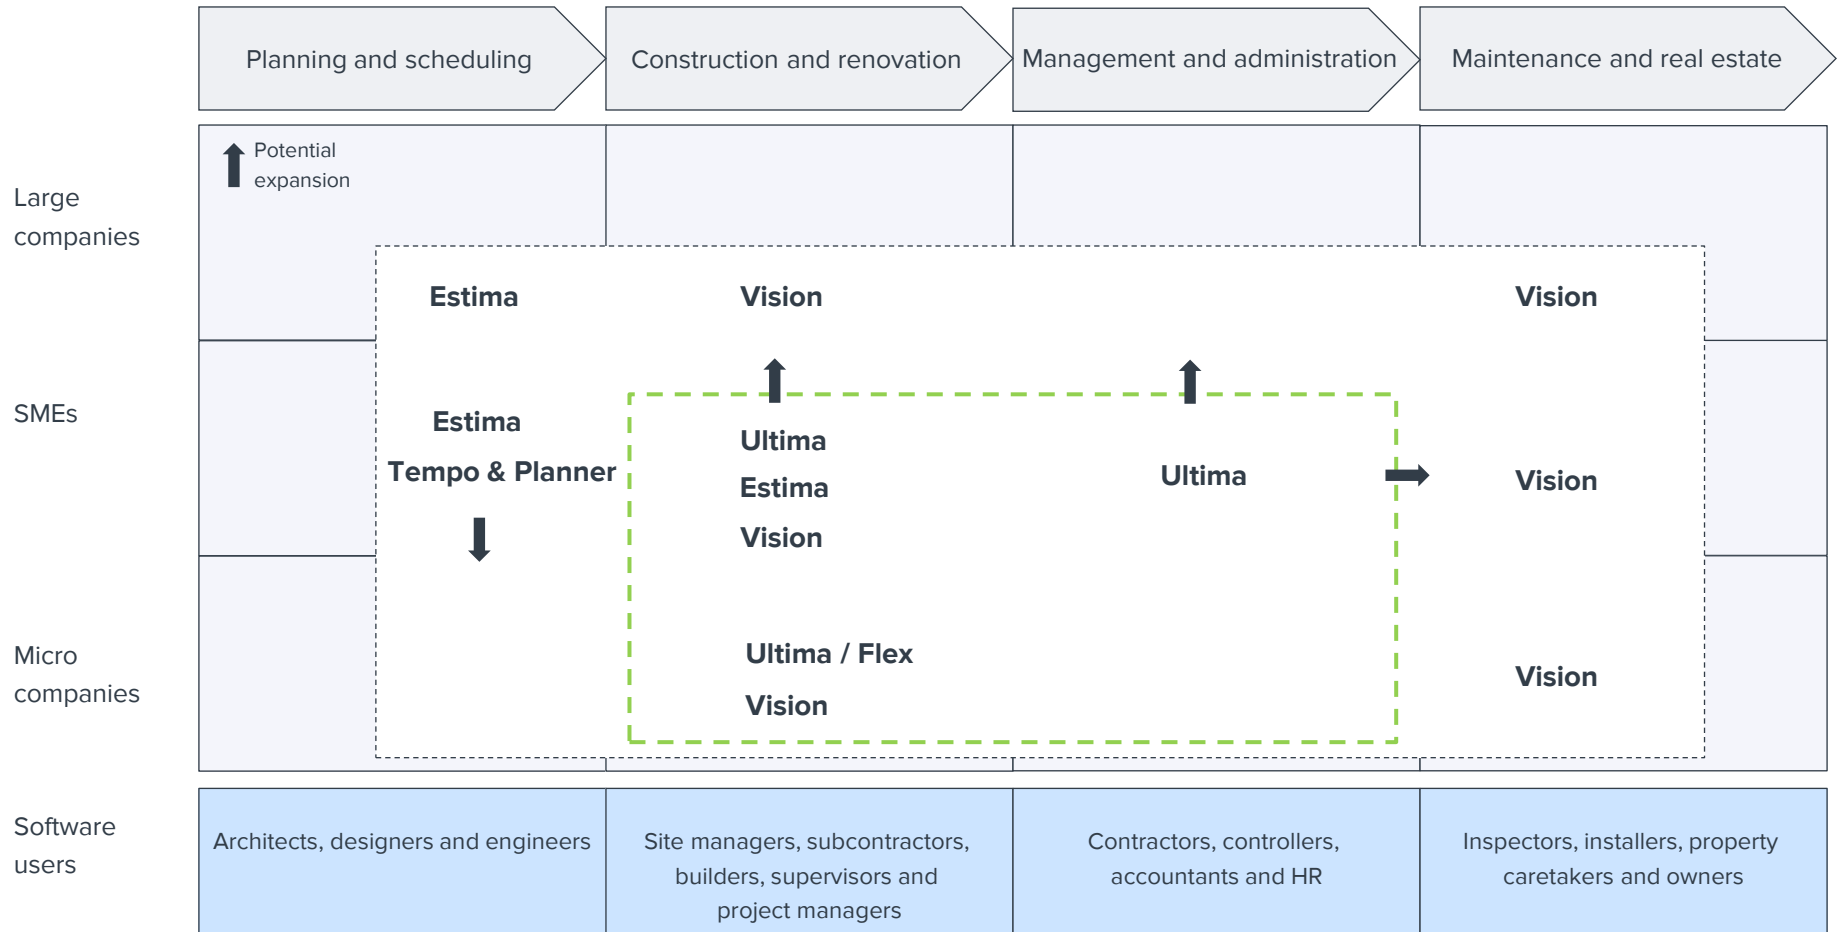 Planning and scheduling
Construction and renovation
Management and administration
Maintenance and real estate
Potential
expansion
Large
companies
Estima
Vision
Vision
SMEs
Estima
Tempo & Planner
Ultima
Estima
Vision
Ultima
Vision
Micro
companies
Ultima / Flex
Vision
Vision
Software
users
Architects, designers and engineers
Site managers, subcontractors,
builders, supervisors and
project managers
Contractors, controllers,
accountants and HR
Inspectors, installers, property
caretakers and owners